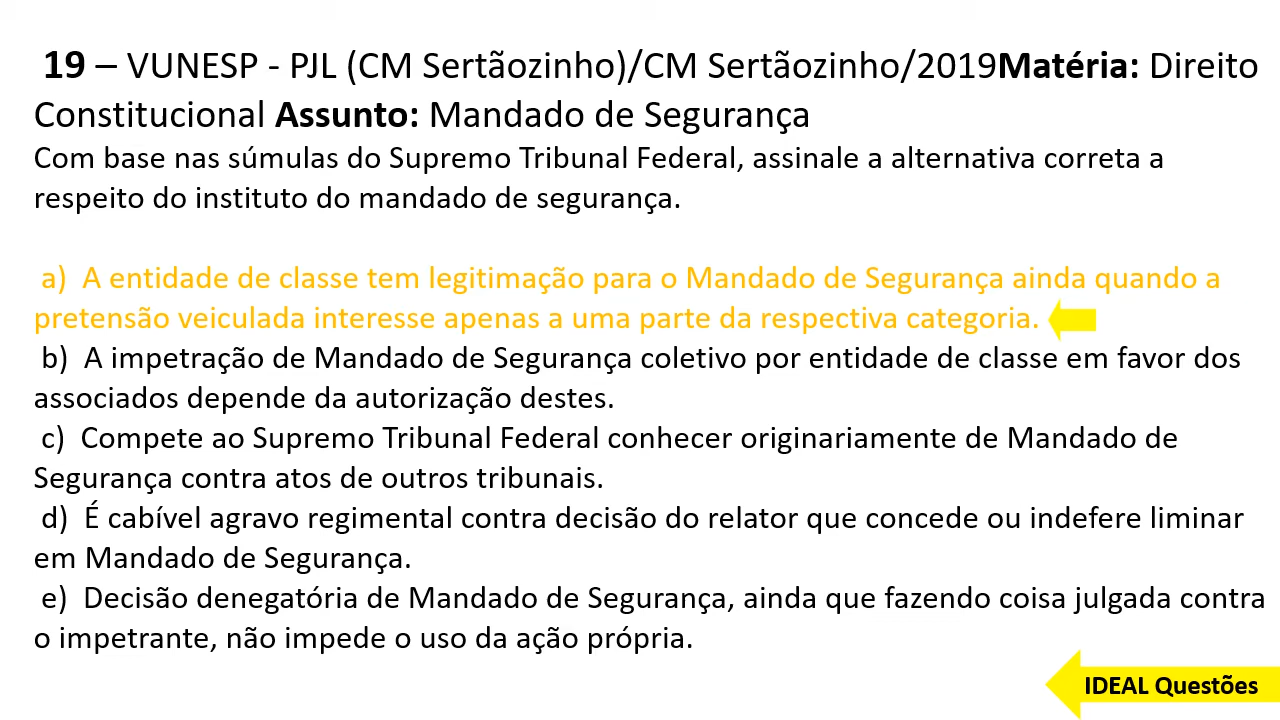 19 – VUNESP - PJL (CM Sertãozinho)/CM Sertãozinho/2019Matéria: Direito
Constitucional Assunto: Mandado de Segurança
Com base nas súmulas do Supremo Tribunal Federal, assinale a alternativa correta a
respeito do instituto do mandado de segurança.
a) A entidade de classe tem legitimação para o Mandado de Segurança ainda quando a
pretensão veiculada interesse apenas a uma parte da respectiva categoria.
b) A impetração de Mandado de Segurança coletivo por entidade de classe em favor dos
associados depende da autorização destes.
c) Compete ao Supremo Tribunal Federal conhecer originariamente de Mandado de
Segurança contra atos de outros tribunais.
d) É cabível agravo regimental contra decisão do relator que concede ou indefere liminar
em Mandado de Segurança.
e) Decisão denegatória de Mandado de Segurança, ainda que fazendo coisa julgada contra
o impetrante, não impede o uso da ação própria.
IDEAL Questões